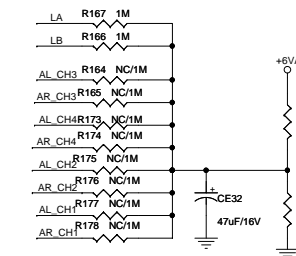 LA R167 1M
LB R166 1M
AL_CH3 R164 NC/1M
AR_CH3 R165 NC/1M
AL_CH4 R173 NC/1M
AR_CH4 R174 NC/1M
AL_CH2 R175 NC/1M
AR_CH2 R176 NC/1M
AL_CH1 R177 NC/1M
AR_CH1 R178 NC/1M
+
CE32
47uF/16V